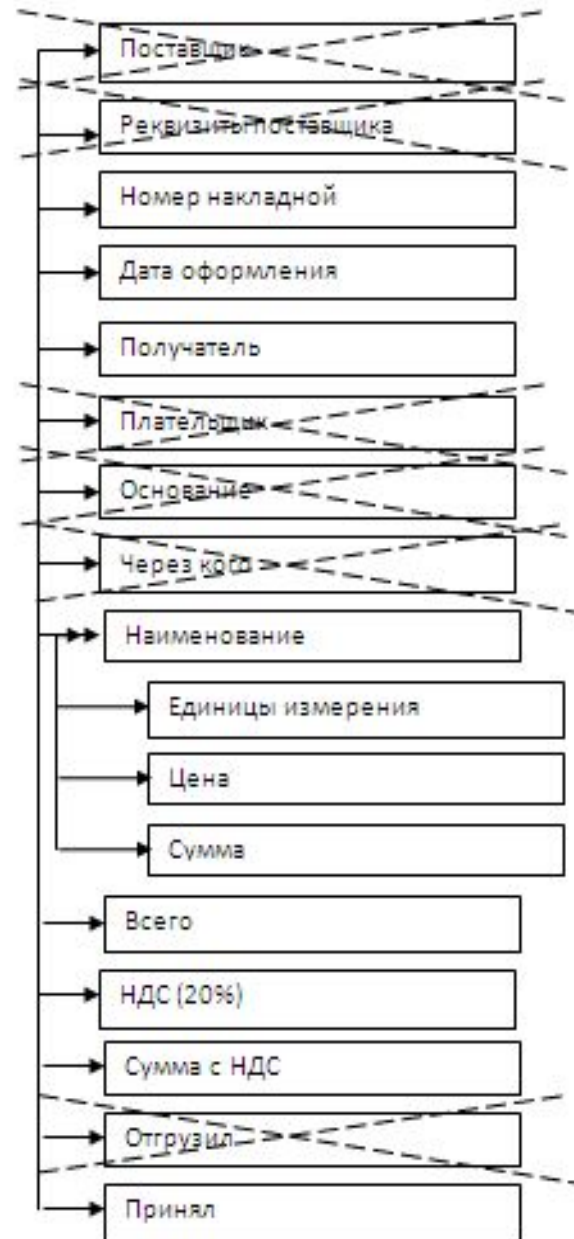 Поставщик
Реквизиты поставщика
Номер накладной
Дата оформления
Получатель
Плательщик
Основание
Через кого
Наименование
Единицы измерения
Цена
Сумма
Всего
НДС (20%)
Сумма с НДС
Отгрузил
Принял